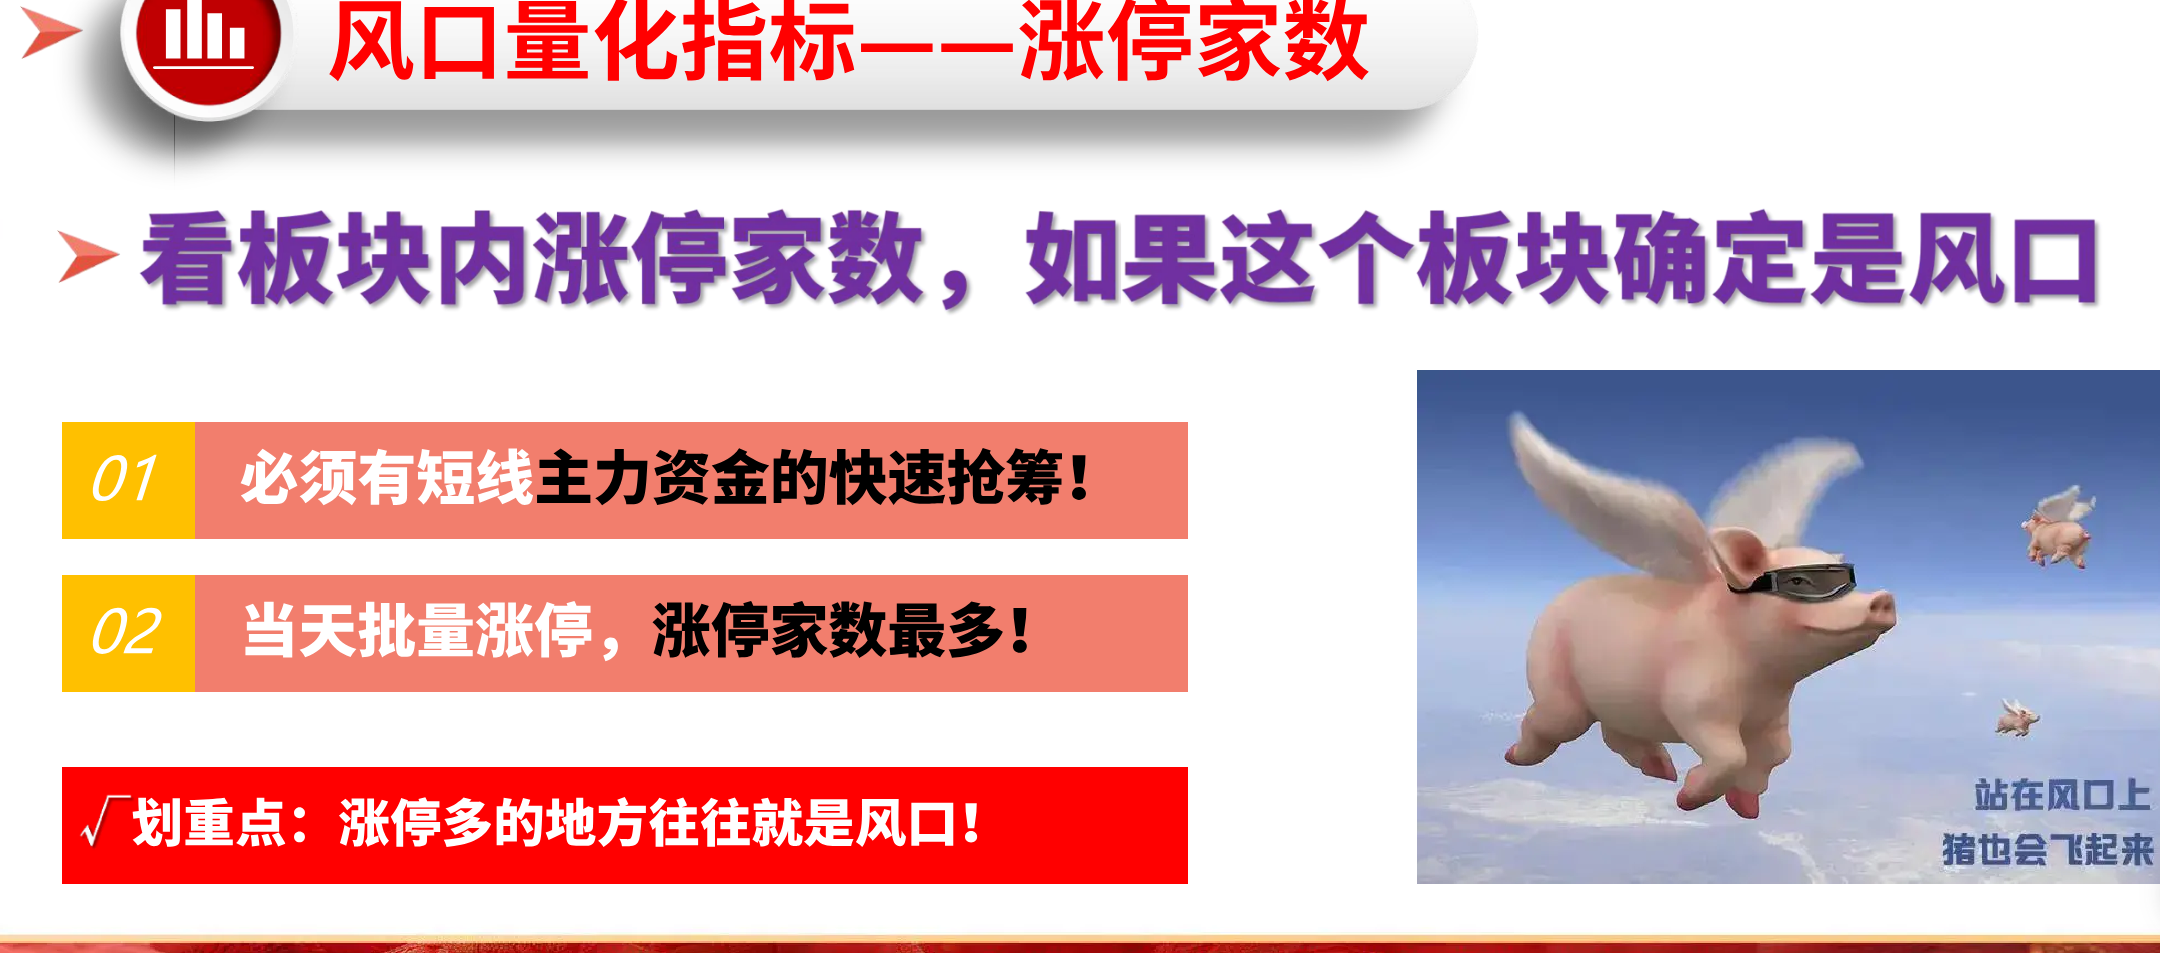 风口量化指标——涨停家数
看板块内涨停家数，如果这个板块确定是风口
01 必须有短线主力资金的快速抢筹！
02 当天批量涨停，涨停家数最多！
√划重点：涨停多的地方往往就是风口！
站在风口上
猪也会飞起来